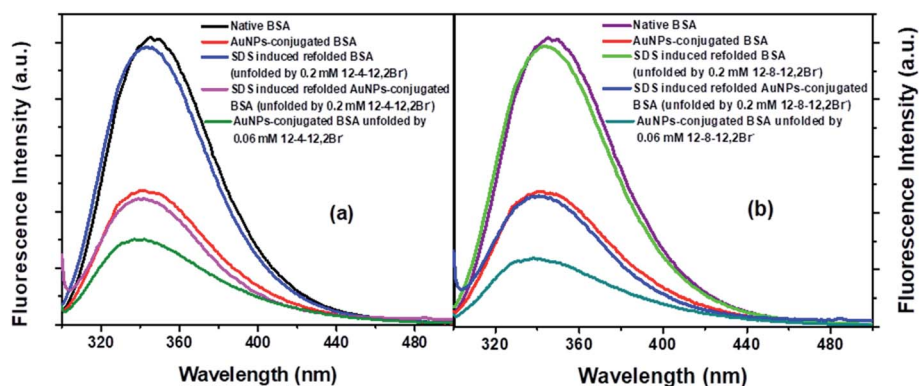 Fluorescence Intensity (a.u.)
Native BSA
AuNPs-conjugated BSA
SDS induced refolded BSA
(unfolded by 0.2 mM 12-4-12,2Br⁻)
SDS induced refolded AuNPs-conjugated
BSA (unfolded by 0.2 mM 12-4-12,2Br⁻)
AuNPs-conjugated BSA unfolded by
0.06 mM 12-4-12,2Br⁻
(a)
320 360 400 440
Wavelength (nm)
Native BSA
AuNPs-conjugated BSA
SDS induced refolded BSA
(unfolded by 0.2 mM 12-8-12,2Br⁻)
SDS induced refolded AuNPs-conjugated
BSA (unfolded by 0.2 mM 12-8-12,2Br⁻)
AuNPs-conjugated BSA unfolded by
0.06 mM 12-8-12,2Br⁻
(b)
320 360 400 440 480
Wavelength (nm)
Fluorescence Intensity (a.u.)